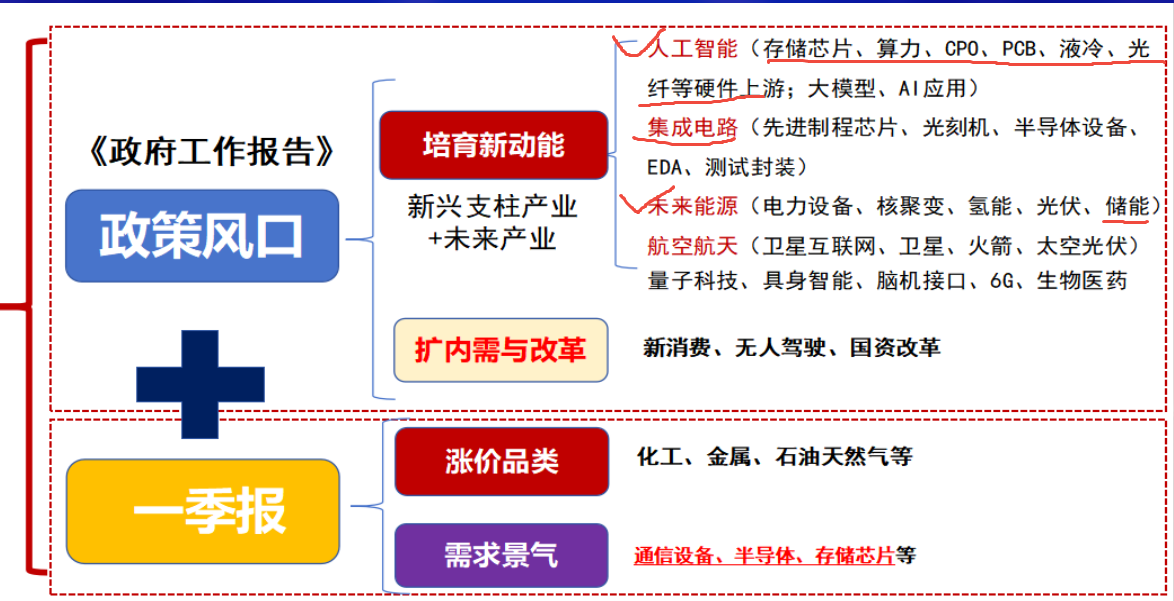 《政府工作报告》
政策风口
培育新动能
新兴支柱产业
+未来产业
人工智能（存储芯片、算力、CPO、PCB、液冷、光
纤等硬件上游；大模型、AI应用）
集成电路（先进制程芯片、光刻机、半导体设备、
EDA、测试封装）
未来能源（电力设备、核聚变、氢能、光伏、储能）
航空航天（卫星互联网、卫星、火箭、太空光伏）
量子科技、具身智能、脑机接口、6G、生物医药
扩内需与改革
新消费、无人驾驶、国资改革
一季报
涨价品类
化工、金属、石油天然气等
需求景气
通信设备、半导体、存储芯片等